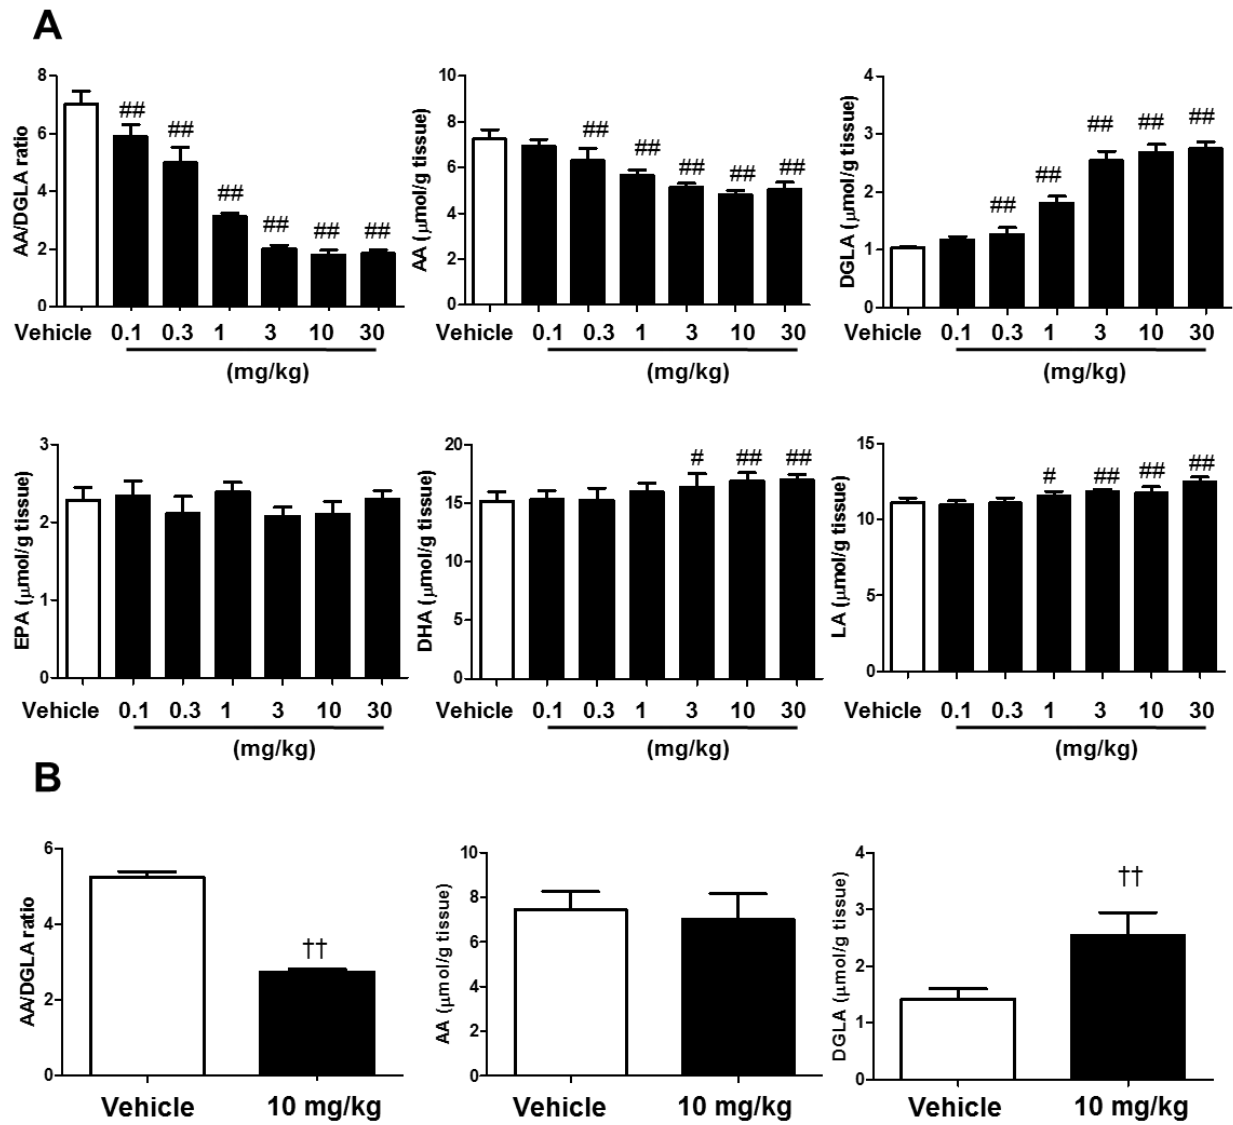 A
AA/DGLA ratio
8
6
4
2
0
## ## ## ## ## ##
Vehicle 0.1 0.3 1 3 10 30
(mg/kg)
AA (μmol/g tissue)
10
8
6
4
2
0
## ## ## ## ##
Vehicle 0.1 0.3 1 3 10 30
(mg/kg)
DGLA (μmol/g tissue)
4
3
2
1
0
## ## ## ## ##
Vehicle 0.1 0.3 1 3 10 30
(mg/kg)
EPA (μmol/g tissue)
3
2
1
0
Vehicle 0.1 0.3 1 3 10 30
(mg/kg)
DHA (μmol/g tissue)
20
15
10
5
0
# ## ##
Vehicle 0.1 0.3 1 3 10 30
(mg/kg)
LA (μmol/g tissue)
15
10
5
0
# ## ## ##
Vehicle 0.1 0.3 1 3 10 30
(mg/kg)
B
AA/DGLA ratio
6
4
2
0
††
Vehicle 10 mg/kg
AA (μmol/g tissue)
10
8
6
4
2
0
Vehicle 10 mg/kg
DGLA (μmol/g tissue)
4
3
2
1
0
††
Vehicle 10 mg/kg